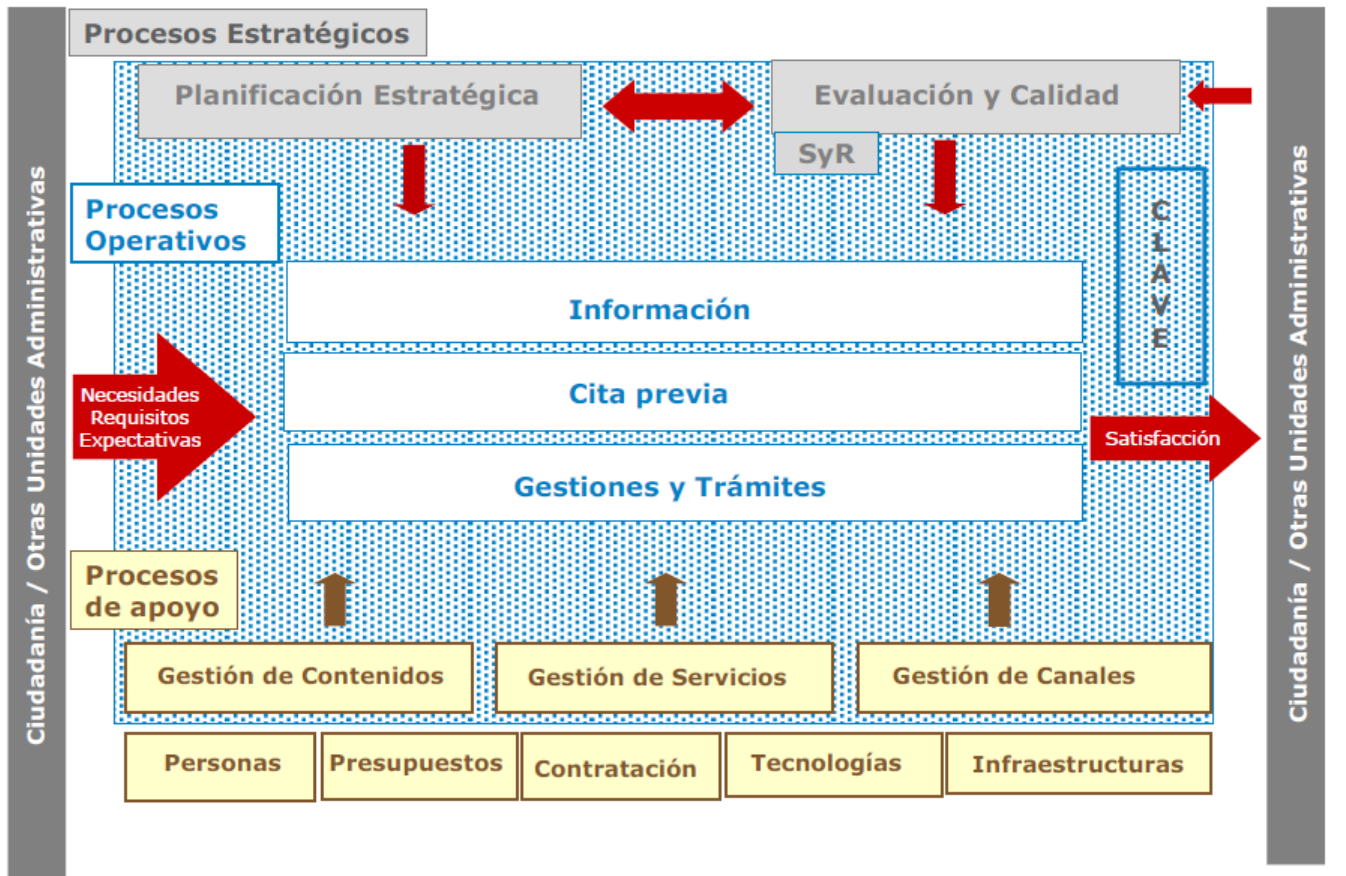 Procesos Estratégicos
Planificación Estratégica
Evaluación y Calidad
SyR
Ciudadanía / Otras Unidades Administrativas
Procesos
Operativos
CLAVE
Información
Cita previa
Gestiones y Trámites
Necesidades
Requisitos
Expectativas
Satisfacción
Ciudadanía / Otras Unidades Administrativas
Procesos
de apoyo
Gestión de Contenidos
Gestión de Servicios
Gestión de Canales
Personas
Presupuestos
Contratación
Tecnologías
Infraestructuras